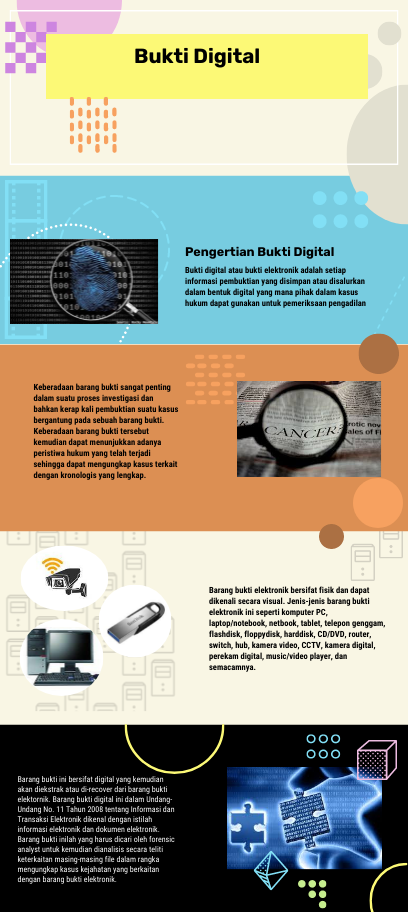 Bukti Digital
Pengertian Bukti Digital
Bukti digital atau bukti elektronik adalah setiap
informasi pembuktian yang disimpan atau disalurkan
dalam bentuk digital yang mana pihak dalam kasus
hukum dapat gunakan untuk pemeriksaan pengadilan
Keberadaan barang bukti sangat penting
dalam suatu proses investigasi dan
bahkan kerap kali pembuktian suatu kasus
bergantung pada sebuah barang bukti.
Keberadaan barang bukti tersebut
kemudian dapat menunjukkan adanya
peristiwa hukum yang telah terjadi
sehingga dapat mengungkap kasus terkait
dengan kronologis yang lengkap.
CANCER?
Barang bukti elektronik bersifat fisik dan dapat
dikenali secara visual. Jenis-jenis barang bukti
elektronik ini seperti komputer PC,
laptop/notebook, netbook, tablet, telepon genggam,
flashdisk, floppydisk, harddisk, CD/DVD, router,
switch, hub, kamera video, CCTV, kamera digital,
perekam digital, music/video player, dan
semacamnya.
Barang bukti ini bersifat digital yang kemudian
akan diekstrak atau di-recover dari barang bukti
elektornik. Barang bukti digital ini dalam Undang-
Undang No. 11 Tahun 2008 tentang Informasi dan
Transaksi Elektronik dikenal dengan istilah
informasi elektronik dan dokumen elektronik.
Barang bukti inilah yang harus dicari oleh forensic
analyst untuk kemudian dianalisis secara teliti
keterkaitan masing-masing file dalam rangka
mengungkap kasus kejahatan yang berkaitan
dengan barang bukti elektronik.